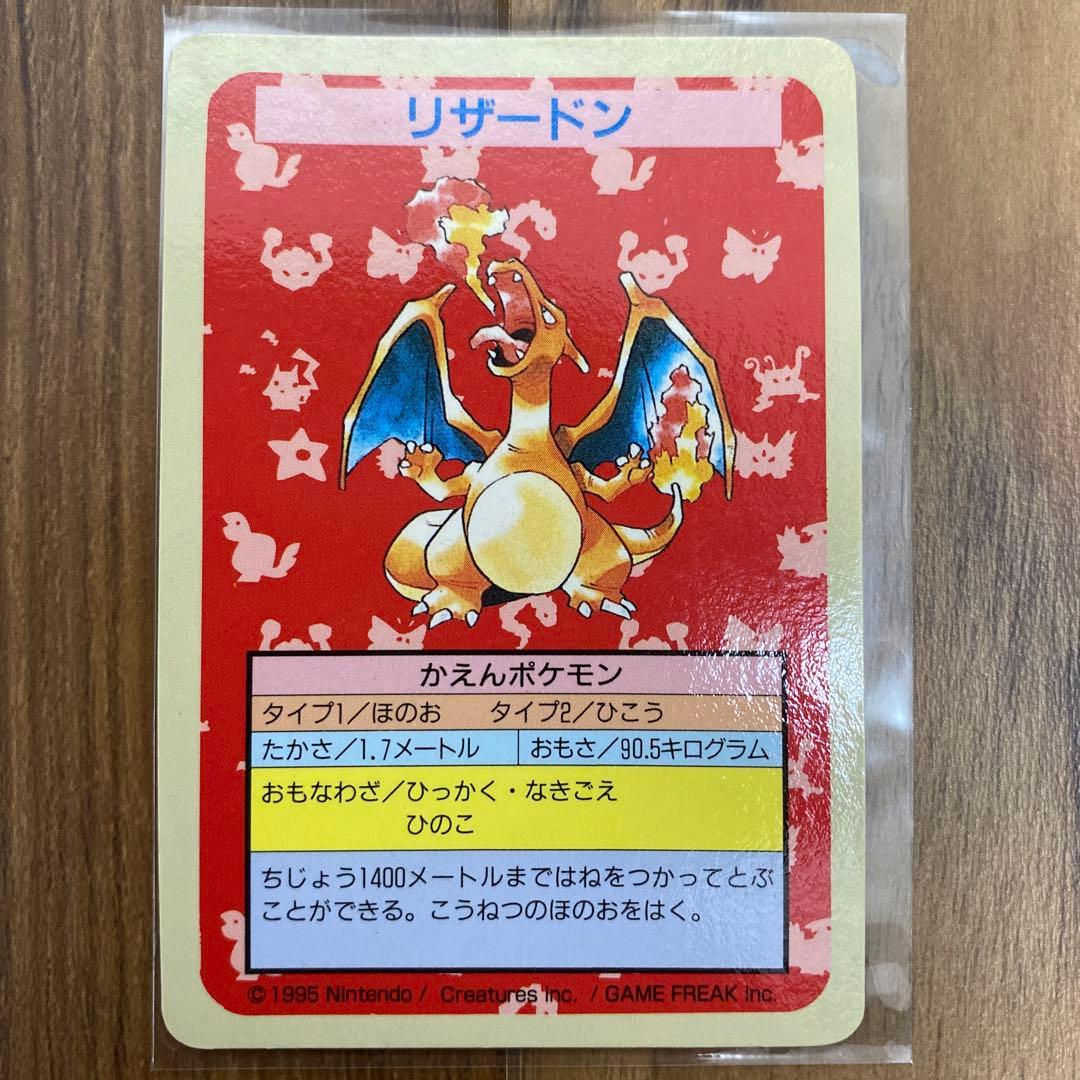 リザードン
かえんポケモン
タイプ1／ほのお　タイプ2／ひこう
たかさ／1.7メートル　おもさ／90.5キログラム
おもなわざ／ひっかく・なきごえ
ひのこ
ちじょう1400メートルまではねをつかってとぶ
ことができる。こうねつのほのおをはく。
© 1995 Nintendo / Creatures inc. / GAME FREAK inc.